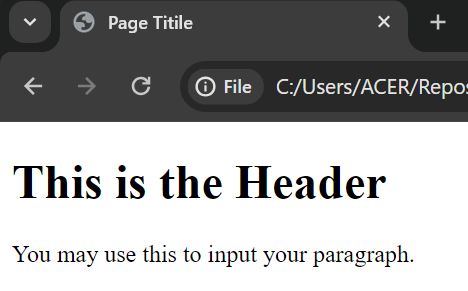 Page Titile
File C:/Users/ACER/Repos
This is the Header
You may use this to input your paragraph.